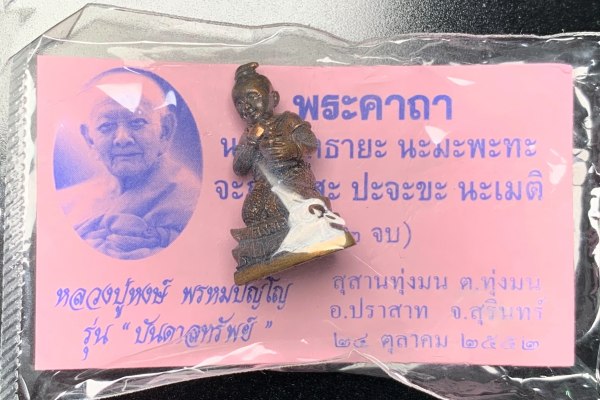 พระคาถา
ธายะ นะมะพะทะ
ปะจะขะ นะเมติ
จบ)
หลวงปู่หงษ์ พรหมปัญโญ
รุ่น " บันดาลทรัพย์ "
สุสานทุ่งมน ต.ทุ่งมน
อ.ปราสาท จ.สุรินทร์
๒๔ ตุลาคม ๒๕๔๒